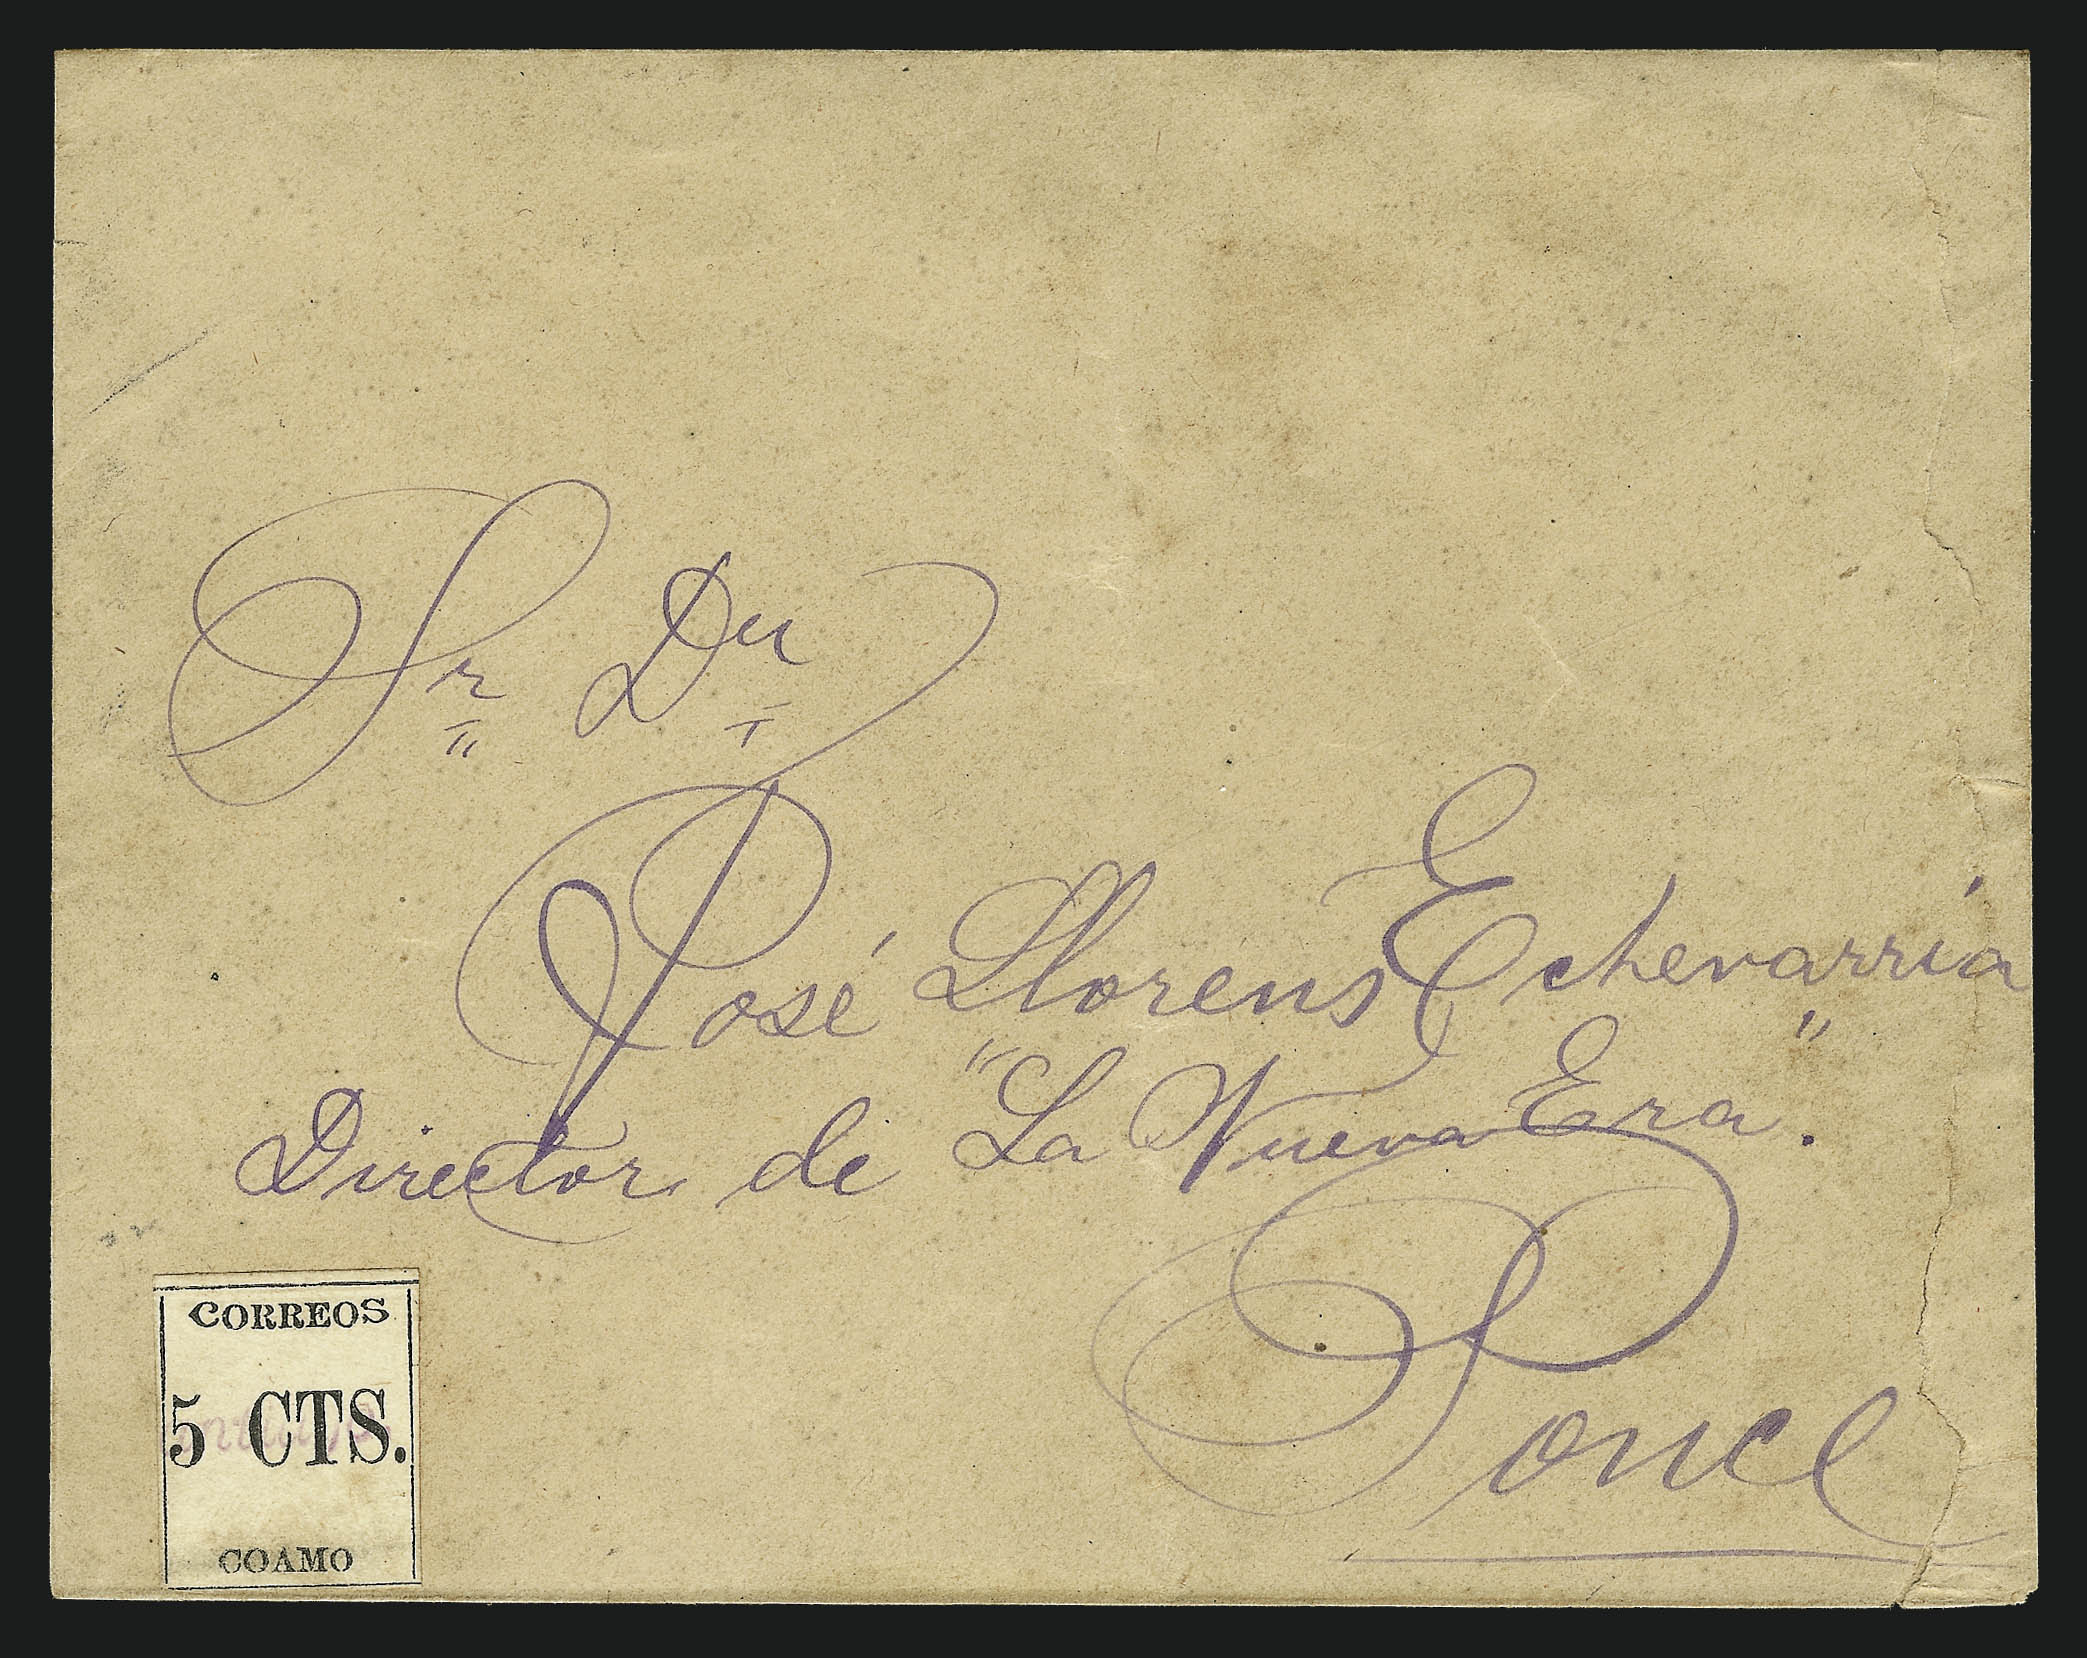 Sr Dn
José Llorens Echevarría
Director de "La Nueva Era".
Ponce
CORREOS
5 CTS.
COAMO